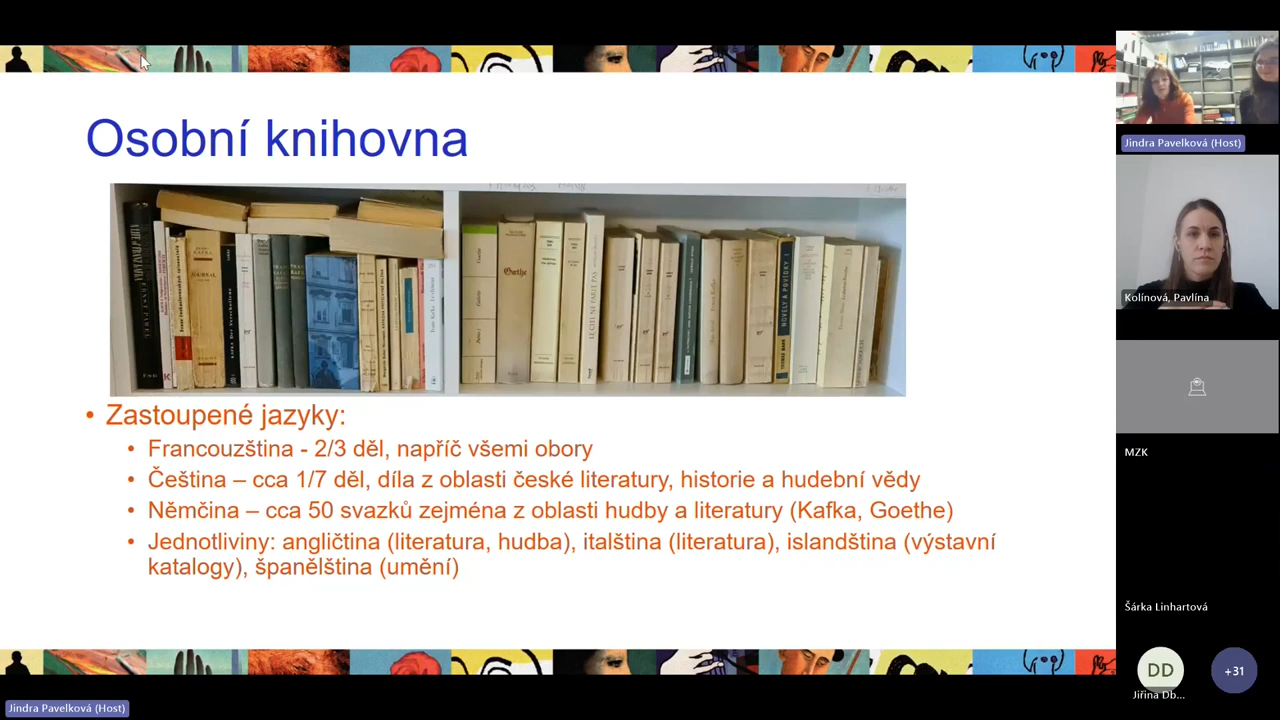 Osobní knihovna
Goethe
• Zastoupené jazyky:
• Francouzština - 2/3 děl, napříč všemi obory
• Čeština – cca 1/7 děl, díla z oblasti české literatury, historie a hudební vědy
• Němčina – cca 50 svazků zejména z oblasti hudby a literatury (Kafka, Goethe)
• Jednotliviny: angličtina (literatura, hudba), italština (literatura), islandština (výstavní
katalogy), španělština (umění)
Jindra Pavelková (Host)
Kolínová, Pavlína
MZK
Šárka Linhartová
DD
Jiřina Db...
+31
Jindra Pavelková (Host)